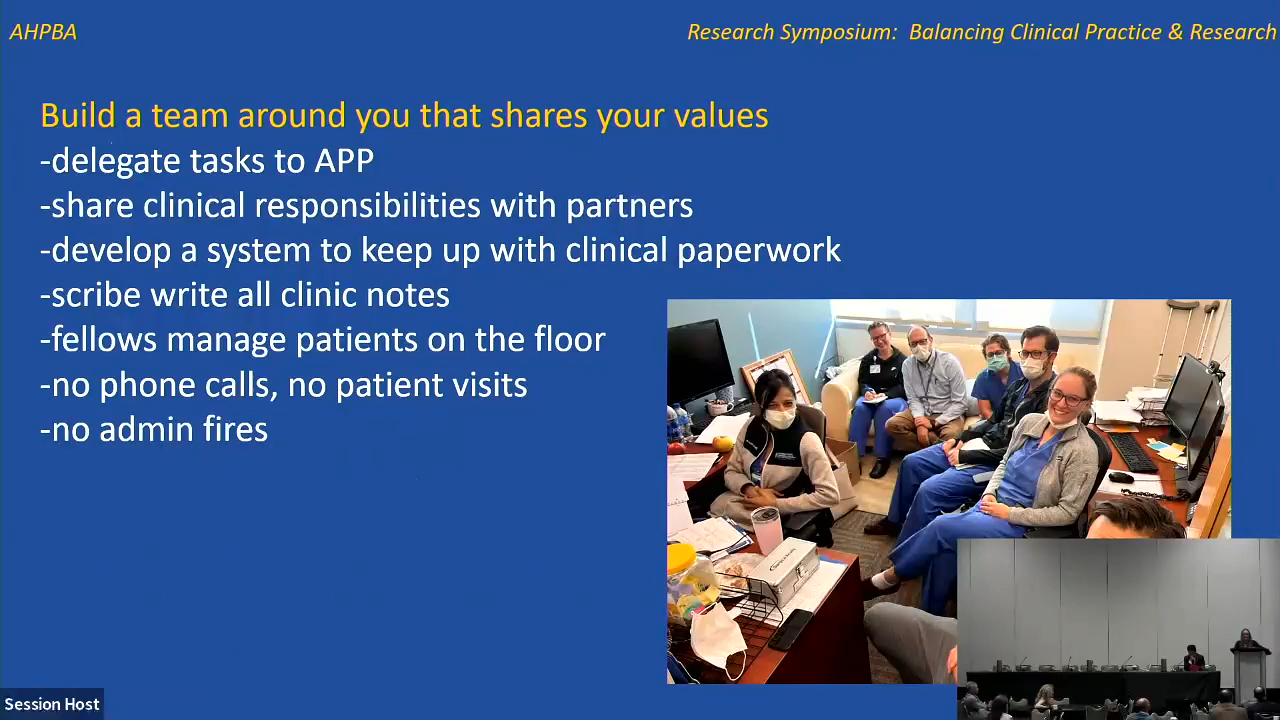 AHPBA
Research Symposium:  Balancing Clinical Practice & Research
Build a team around you that shares your values
-delegate tasks to APP
-share clinical responsibilities with partners
-develop a system to keep up with clinical paperwork
-scribe write all clinic notes
-fellows manage patients on the floor
-no phone calls, no patient visits
-no admin fires
Session Host